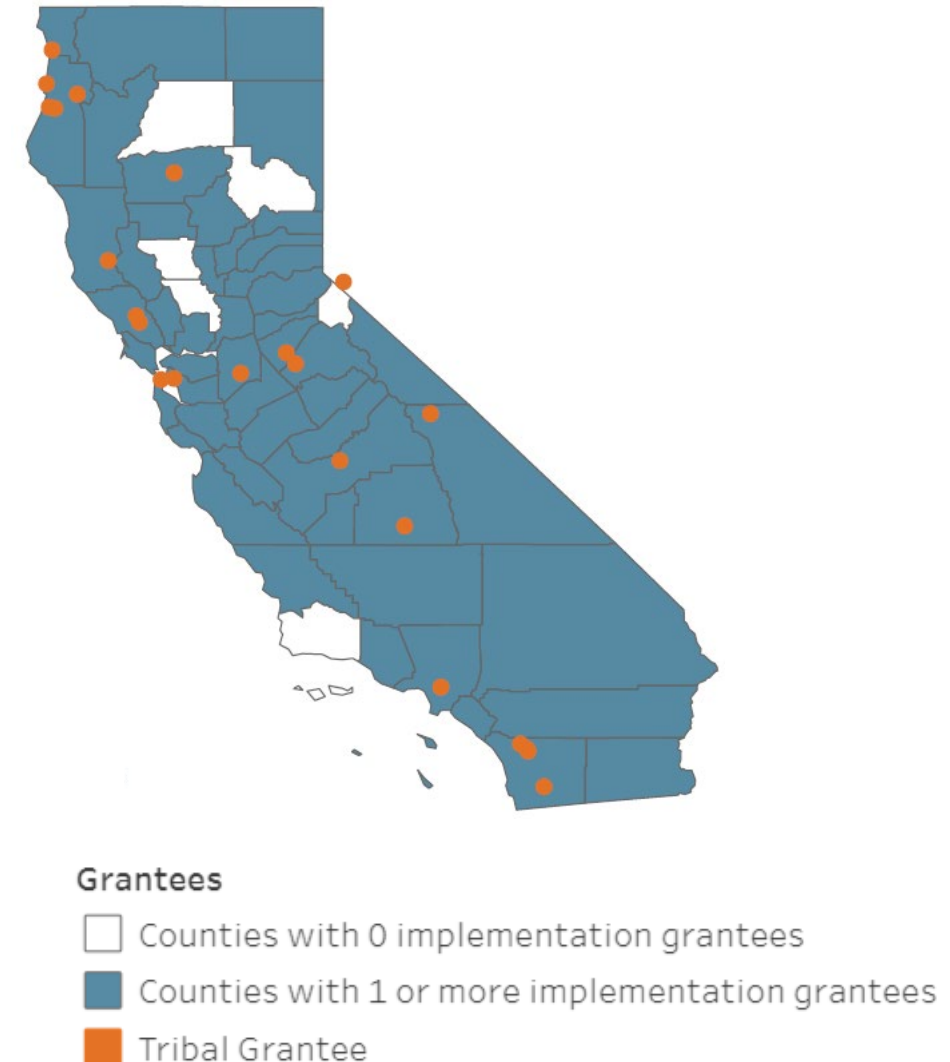 Grantees
Counties with 0 implementation grantees
Counties with 1 or more implementation grantees
Tribal Grantee